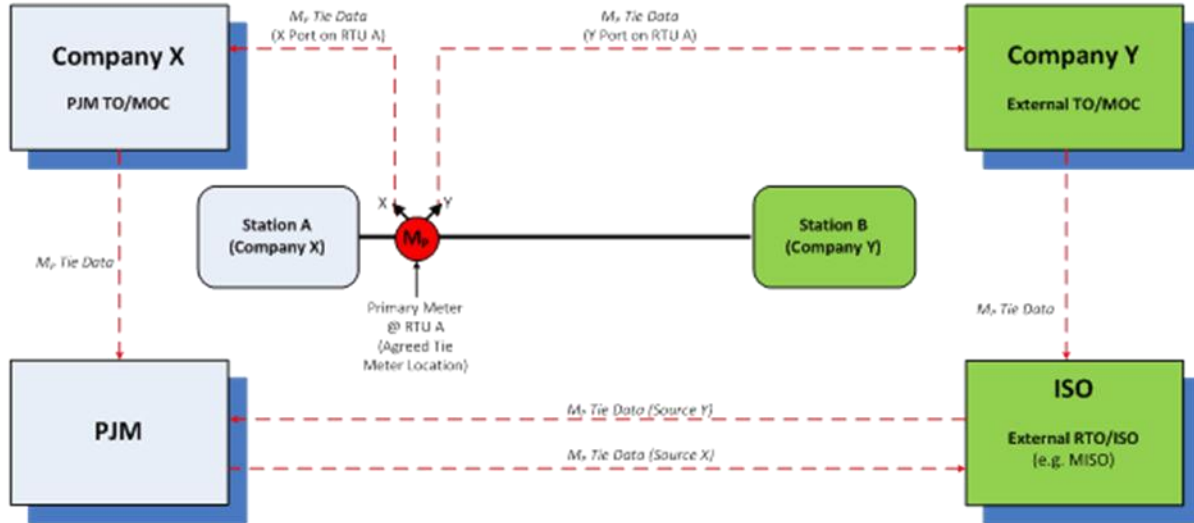 Mₚ Tie Data
(X Port on RTU A)
Mₚ Tie Data
(Y Port on RTU A)
Company X
PJM TO/MOC
Company Y
External TO/MOC
X
Y
Station A
(Company X)
Mₚ
Station B
(Company Y)
Mₚ Tie Data
Primary Meter
@ RTU A
(Agreed Tie
Meter Location)
Mₚ Tie Data
PJM
Mₚ Tie Data (Source Y)
Mₚ Tie Data (Source X)
ISO
External RTO/ISO
(e.g. MISO)